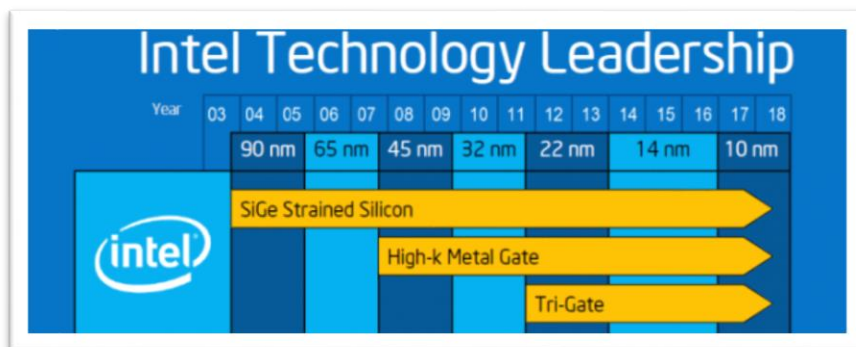 Intel Technology Leadership
Year 03 04 05 06 07 08 09 10 11 12 13 14 15 16 17 18
90 nm 65 nm 45 nm 32 nm 22 nm 14 nm 10 nm
SiGe Strained Silicon
intel
High-k Metal Gate
Tri-Gate